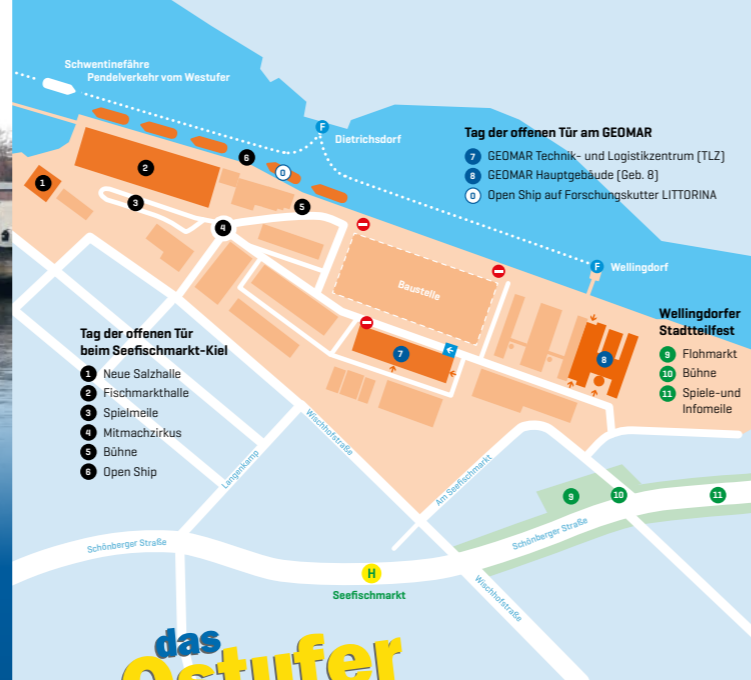 Schwentinefähre
Pendelverkehr vom Westufer
F
Dietrichsdorf
Tag der offenen Tür am GEOMAR
7 GEOMAR Technik- und Logistikzentrum (TLZ)
8 GEOMAR Hauptgebäude (Geb. 8)
O Open Ship auf Forschungskutter LITTORINA
6
2
O
1
3
5
4
F Wellingdorf
Baustelle
Wellingdorfer
Stadtteilfest
9 Flohmarkt
10 Bühne
11 Spiele-und
Infomeile
7
8
Tag der offenen Tür
beim Seefischmarkt-Kiel
1 Neue Salzhalle
2 Fischmarkthalle
3 Spielmeile
4 Mitmachzirkus
5 Bühne
6 Open Ship
Wischhofstraße
Langenkamp
Am Seefischmarkt
9
10
11
Schönberger Straße
Schönberger Straße
H
Seefischmarkt
Wischhofstraße
das
Ostufer